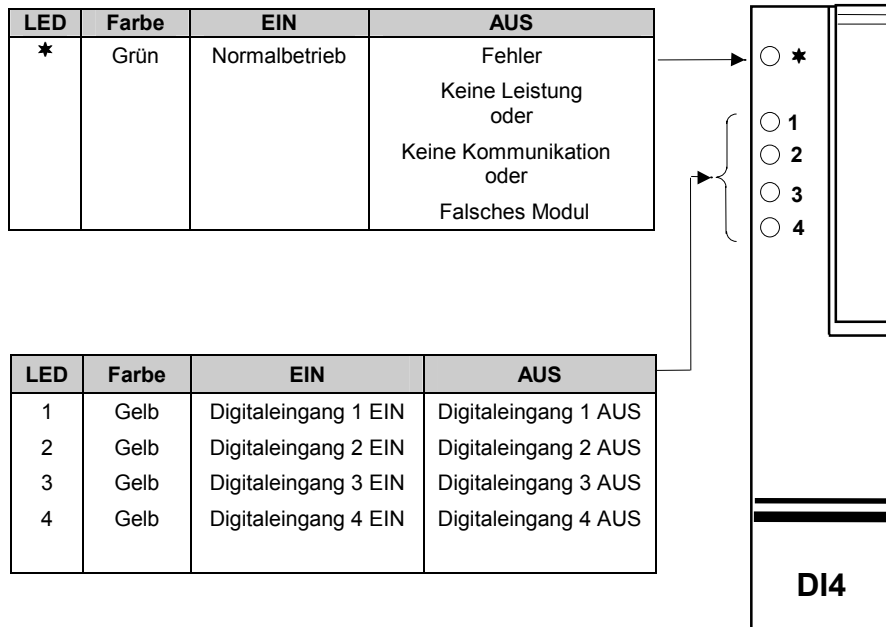 LED Farbe EIN AUS
✶ Grün Normalbetrieb Fehler
Keine Leistung
oder
Keine Kommunikation
oder
Falsches Modul
✶
1
2
3
4
LED Farbe EIN AUS
1 Gelb Digitaleingang 1 EIN Digitaleingang 1 AUS
2 Gelb Digitaleingang 2 EIN Digitaleingang 2 AUS
3 Gelb Digitaleingang 3 EIN Digitaleingang 3 AUS
4 Gelb Digitaleingang 4 EIN Digitaleingang 4 AUS
DI4